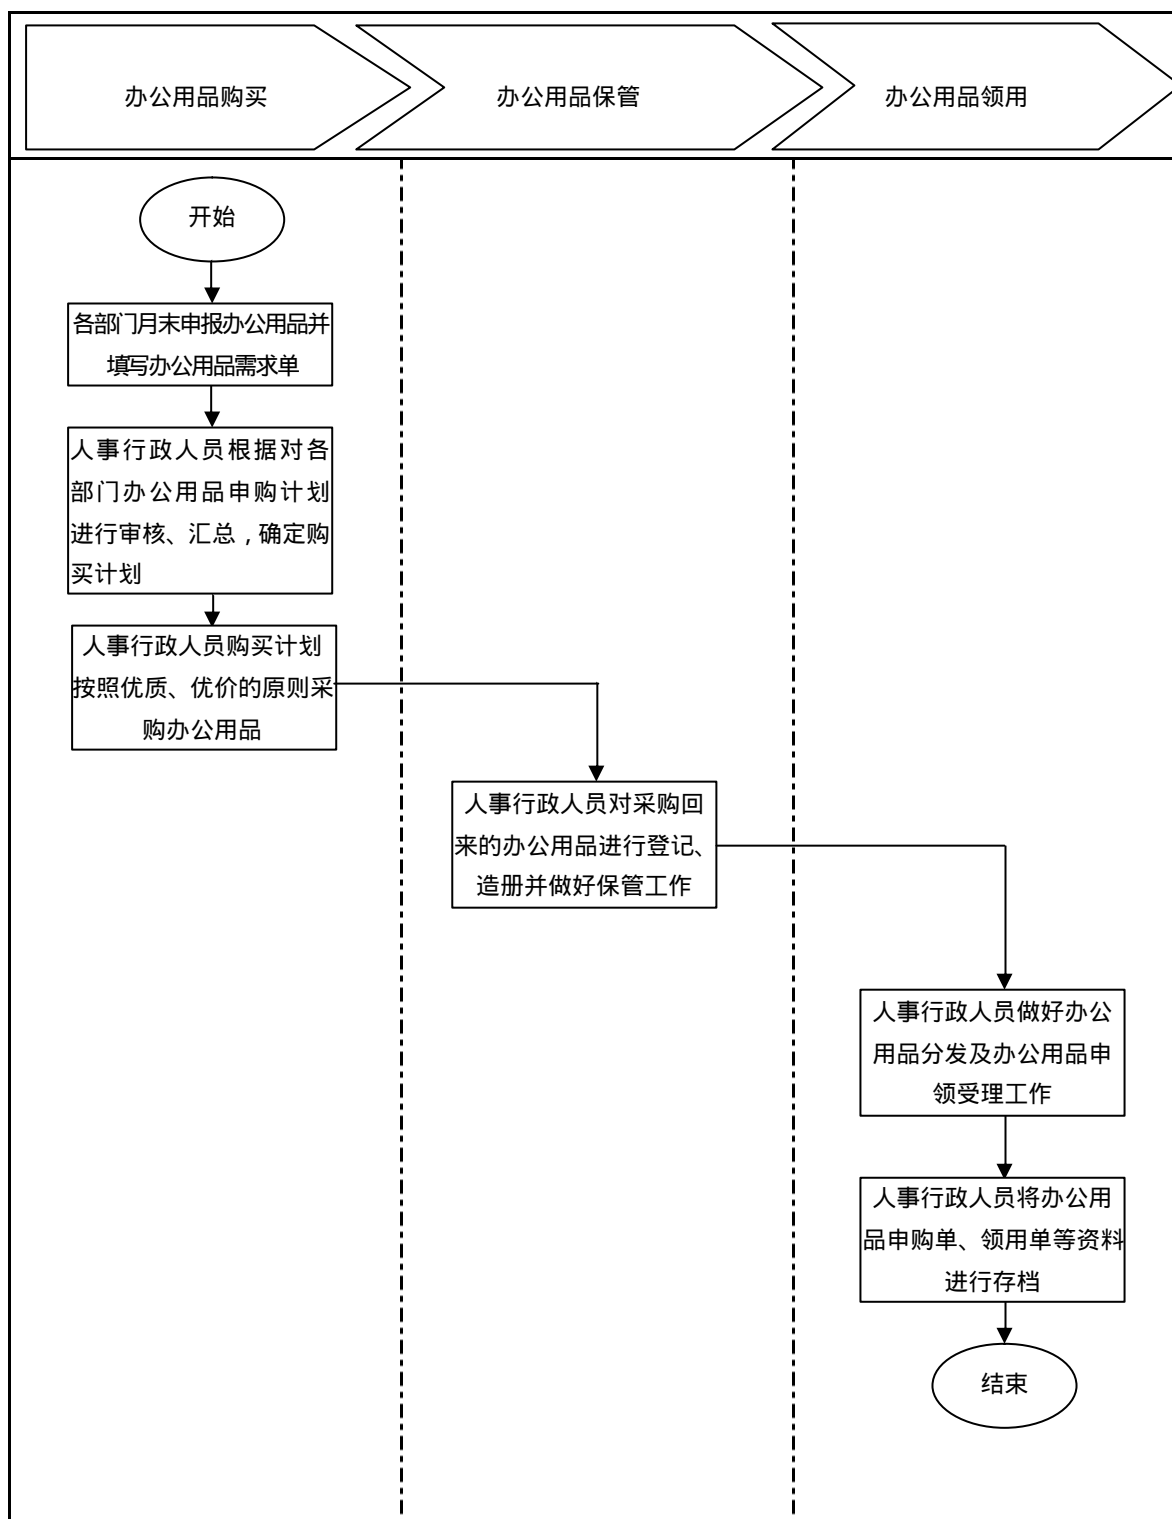 办公用品购买
办公用品保管
办公用品领用
开始
各部门月末申报办公用品并
填写办公用品需求单
人事行政人员根据对各
部门办公用品申购计划
进行审核、汇总，确定购
买计划
人事行政人员购买计划
按照优质、优价的原则采
购办公用品
人事行政人员对采购回
来的办公用品进行登记、
造册并做好保管工作
人事行政人员做好办公
用品分发及办公用品申
领受理工作
人事行政人员将办公用
品申购单、领用单等资料
进行存档
结束